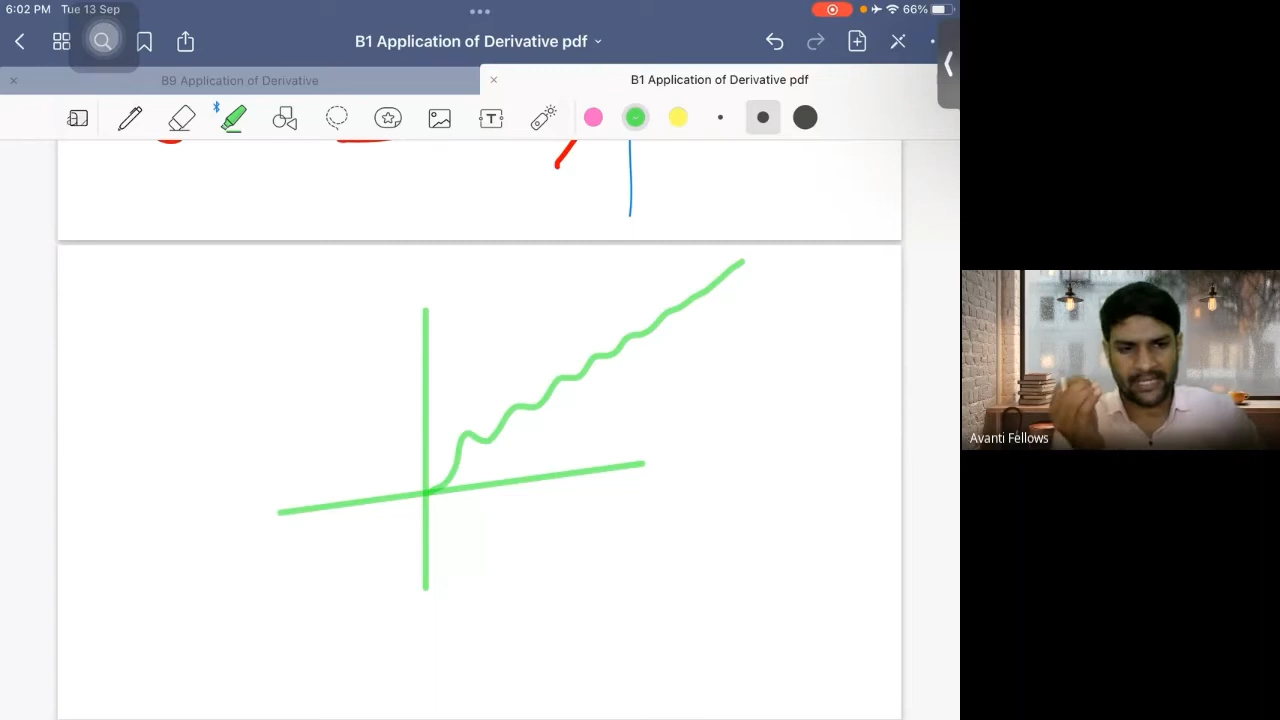 6:02 PM Tue 13 Sep
66%
B1 Application of Derivative pdf
B9 Application of Derivative
B1 Application of Derivative pdf
T
Avanti Fellows